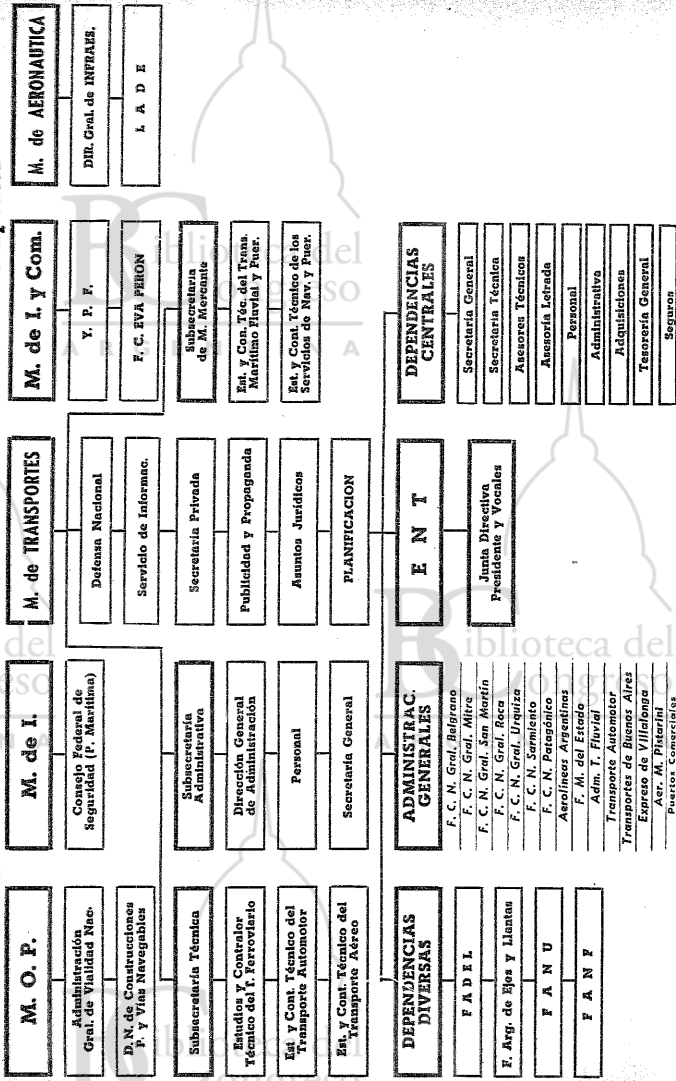 M. O. P.
Administración
Gral. de Vialidad Nac.
D. N. de Construcciones
P. y Vías Navegables
M. de I.
Consejo Federal de
Seguridad (P. Marítima)
M. de TRANSPORTES
Defensa Nacional
Servicio de Informac.
Secretaría Privada
Publicidad y Propaganda
Asuntos Jurídicos
PLANIFICACION
M. de I. y Com.
Y. P. F.
F. C. EVA PERON
M. de AERONAUTICA
DIR. Gral. de INFRAES.
L A D E
Subsecretaría Técnica
Estudios y Contralor
Técnico del T. Ferroviario
Est y Cont. Técnico del
Transporte Automotor
Est. y Cont. Técnico del
Transporte Aéreo
Subsecretaría
Administrativa
Dirección General
de Administración
Personal
Secretaría General
Subsecretaría
de M. Mercante
Est. y Con. Téc. del Trans.
Marítimo Fluvial y Puer.
Est. y Cont. Técnico de los
Servicios de Nav. y Puer.
DEPENDENCIAS
DIVERSAS
F A D E L
F. Arg. de Ejes y Llantas
F A N U
F A N F
ADMINISTRAC.
GENERALES
F. C. N. Gral. Belgrano
F. C. N. Gral. Mitre
F. C. N. Gral. San Martín
F. C. N. Gral. Roca
F. C. N. Gral. Urquiza
F. C. N. Sarmiento
F. C. N. Patagónico
Aerolíneas Argentinas
F. M. del Estado
Adm. T. Fluvial
Transporte Automotor
Transportes de Buenos Aires
Expreso de Villalonga
Aer. M. Pistarini
Puertos Comerciales
E N T
Junta Directiva
Presidente y Vocales
DEPENDENCIAS
CENTRALES
Secretaría General
Secretaría Técnica
Asesores Técnicos
Asesoría Letrada
Personal
Administrativa
Adquisiciones
Tesorería General
Seguros
Biblioteca del
Congreso
A R G E N T I N A
Biblioteca del
Congreso